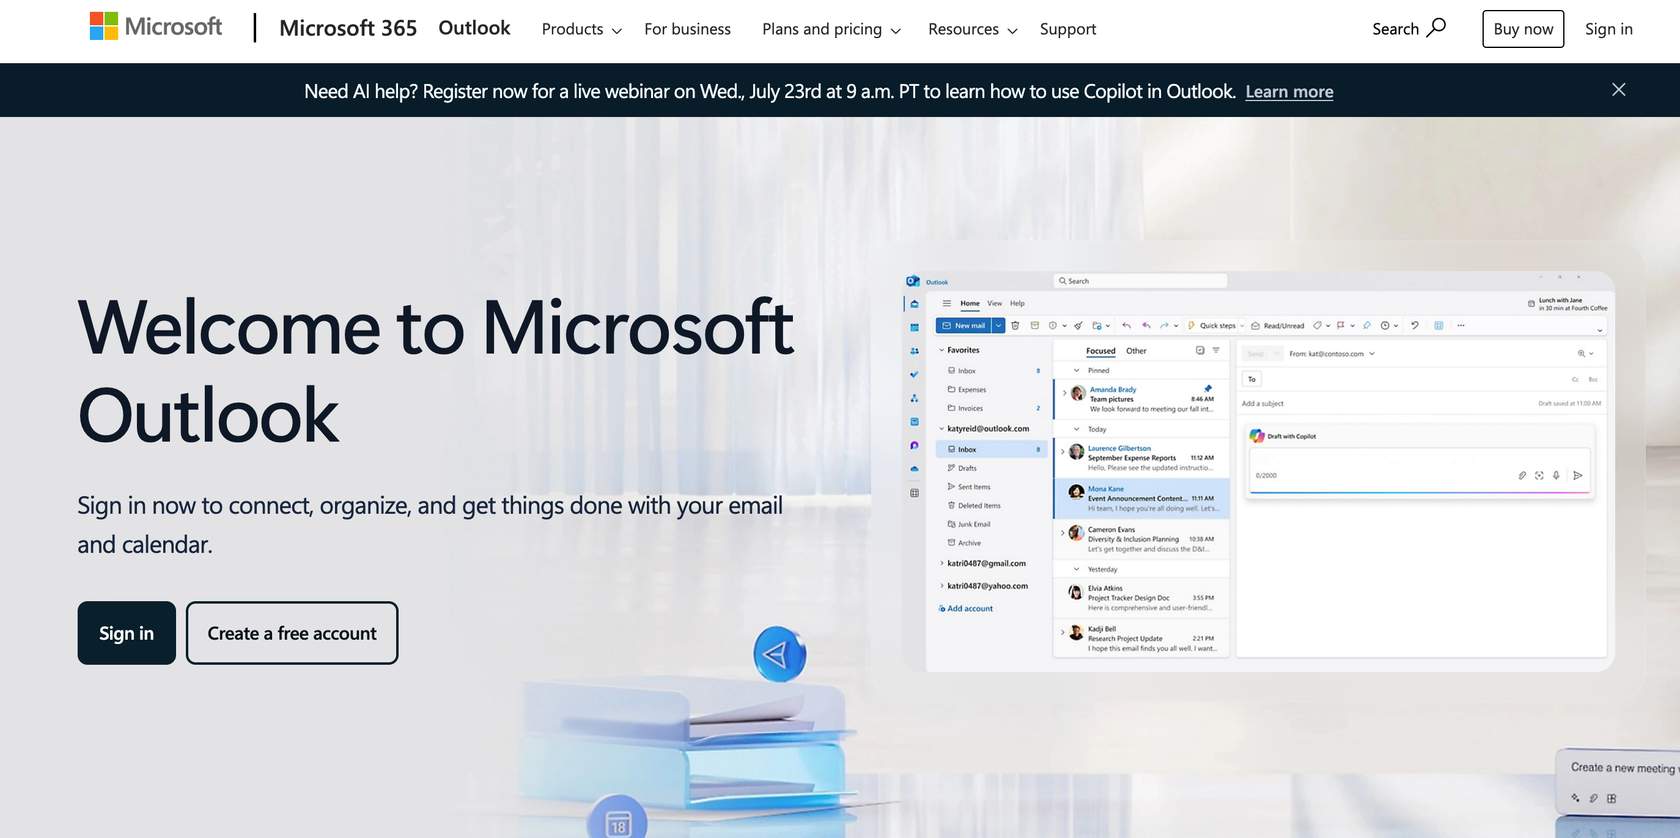 Microsoft
Microsoft 365
Outlook
Products
For business
Plans and pricing
Resources
Support
Search
Buy now
Sign in
Need AI help? Register now for a live webinar on Wed., July 23rd at 9 a.m. PT to learn how to use Copilot in Outlook. Learn more
Welcome to Microsoft
Outlook
Sign in now to connect, organize, and get things done with your email
and calendar.
Sign in
Create a free account
Outlook
Search
Home View Help
Lunch with Jane
in 30 min at Fourth Coffee
New mail
Quick steps
Read/Unread
Favorites
Inbox 8
Expenses
Invoices 2
katyreid@outlook.com
Inbox 8
Drafts
Sent Items
Deleted Items
Junk Email
Archive
katri0487@gmail.com
katri0487@yahoo.com
Add account
Focused Other
Pinned
Amanda Brady
Team pictures 8:46 AM
We look forward to meeting our fall int...
Today
Laurence Gilbertson
September Expense Reports 11:12 AM
Hello, Please see the updated instructio...
Mona Kane
Event Announcement Content... 11:11 AM
Hi team, I hope you're all doing well. Let's...
Cameron Evans
Diversity & Inclusion Planning 10:38 AM
Let's get together and discuss the D&I...
Yesterday
Elvia Atkins
Project Tracker Design Doc 3:55 PM
Here is comprehensive and user-friendl...
Kadji Bell
Research Project Update 2:21 PM
I hope this email finds you all well. I want...
Send
From: kat@contoso.com
To
Cc Bcc
Add a subject
Draft saved at 11:00 AM
Draft with Copilot
0/2000
18
Create a new meeting